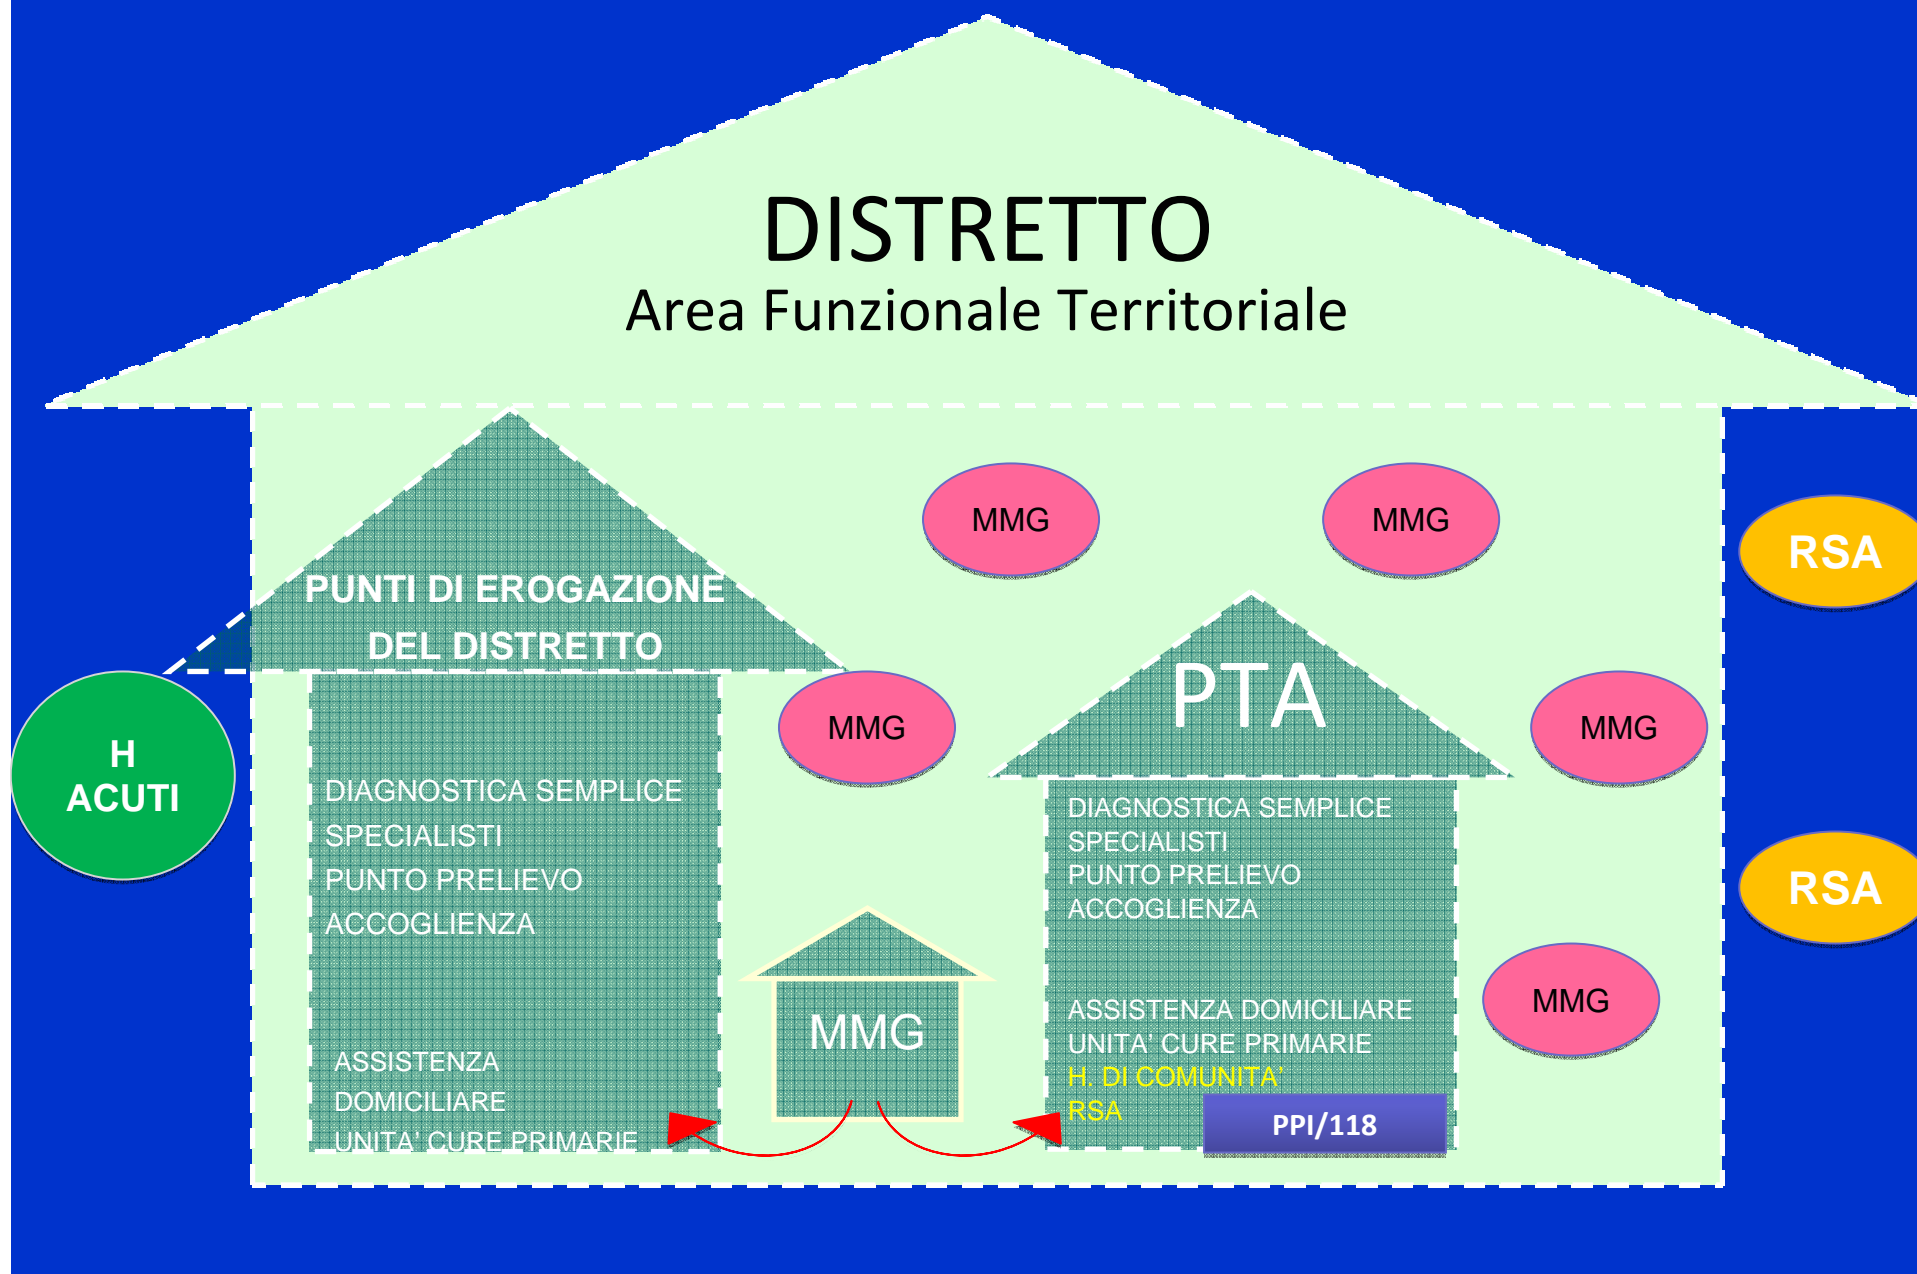 DISTRETTO
Area Funzionale Territoriale
MMG
MMG
RSA
PUNTI DI EROGAZIONE
DEL DISTRETTO
PTA
MMG
MMG
H
ACUTI
DIAGNOSTICA SEMPLICE
SPECIALISTI
PUNTO PRELIEVO
ACCOGLIENZA
ASSISTENZA
DOMICILIARE
UNITA' CURE PRIMARIE
MMG
DIAGNOSTICA SEMPLICE
SPECIALISTI
PUNTO PRELIEVO
ACCOGLIENZA
ASSISTENZA DOMICILIARE
UNITA' CURE PRIMARIE
H. DI COMUNITA'
RSA
PPI/118
RSA
MMG